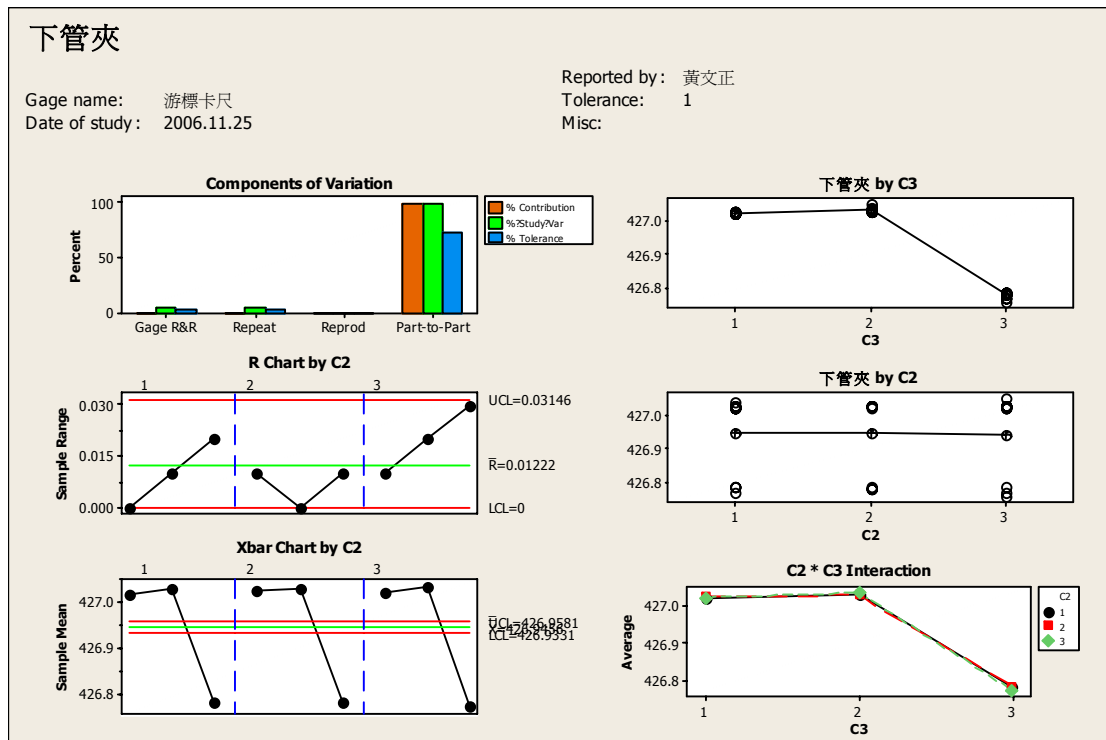 下管夾
Gage name: 游標卡尺
Date of study: 2006.11.25
Reported by: 黃文正
Tolerance: 1
Misc:
Components of Variation
Percent
100
50
0
Gage R&R Repeat Reprod Part-to-Part
% Contribution
%?Study?Var
% Tolerance
R Chart by C2
Sample Range
1 2 3
0.030
0.015
0.000
UCL=0.03146
R̄=0.01222
LCL=0
Xbar Chart by C2
Sample Mean
1 2 3
427.0
426.9
426.8
UCL=426.9581
LCL=426.9331
下管夾 by C3
427.0
426.9
426.8
1 2 3
C3
下管夾 by C2
427.0
426.9
426.8
1 2 3
C2
C2 * C3 Interaction
Average
427.0
426.9
426.8
1 2 3
C3
C2
1
2
3